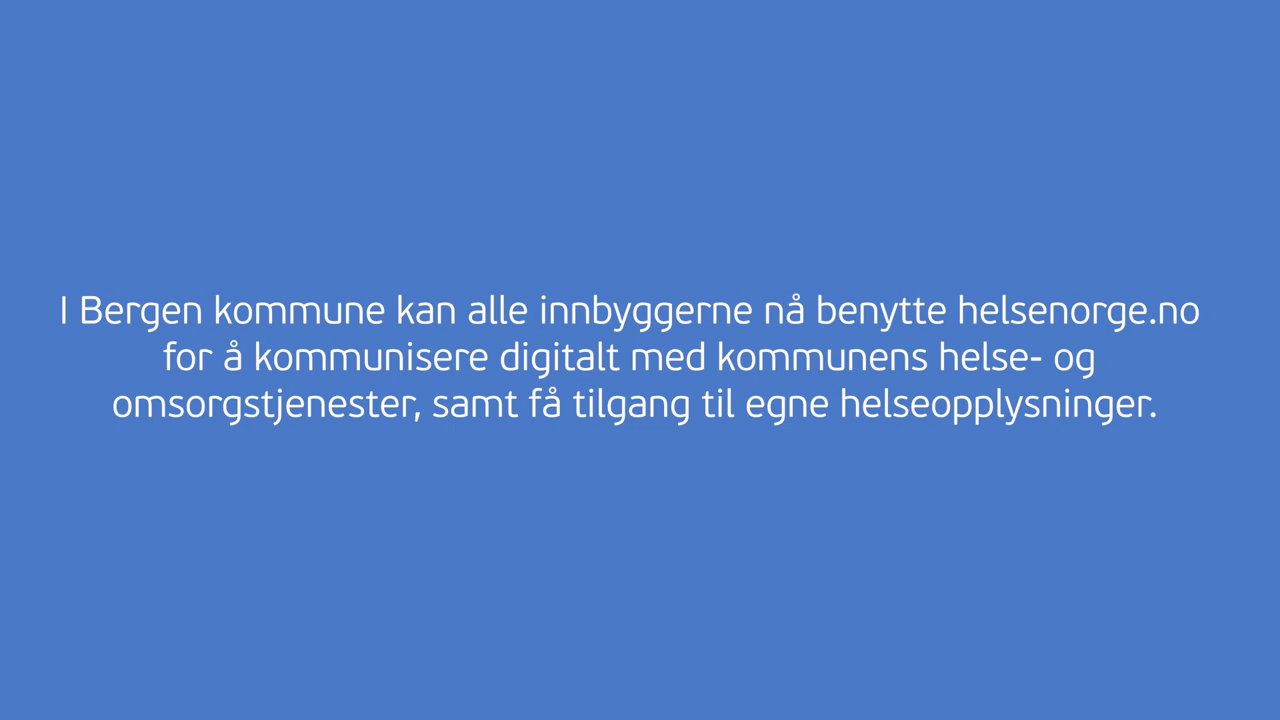 I Bergen kommune kan alle innbyggerne nå benytte helsenorge.no
for å kommunisere digitalt med kommunens helse- og
omsorgstjenester, samt få tilgang til egne helseopplysninger.